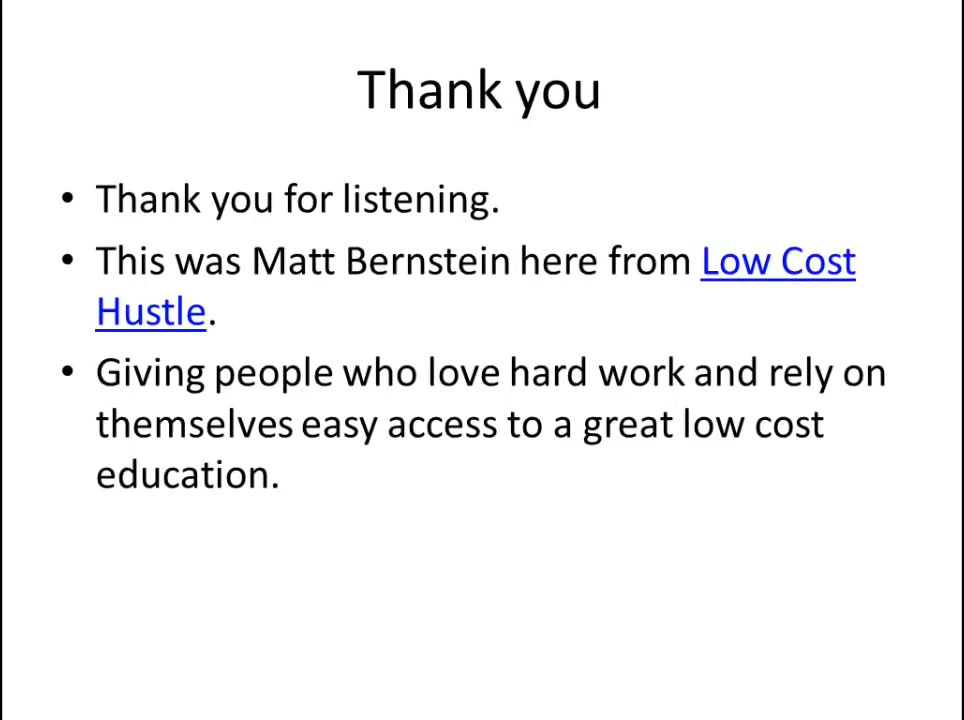 Thank you
• Thank you for listening.
• This was Matt Bernstein here from Low Cost
Hustle.
• Giving people who love hard work and rely on
themselves easy access to a great low cost
education.